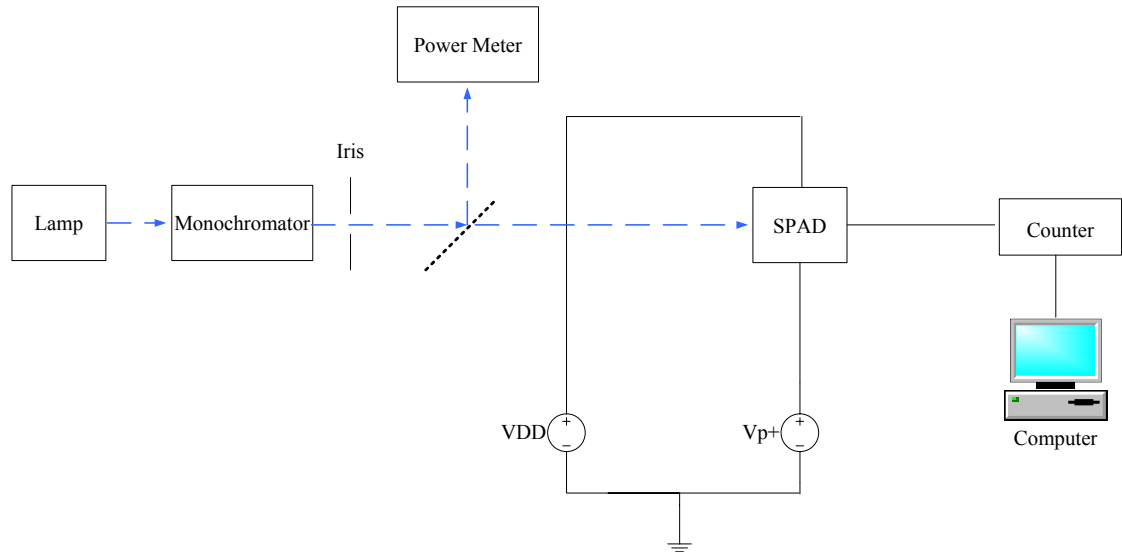 Power Meter
Iris
Lamp
Monochromator
SPAD
Counter
VDD
+
−
Vp+
+
−
Computer